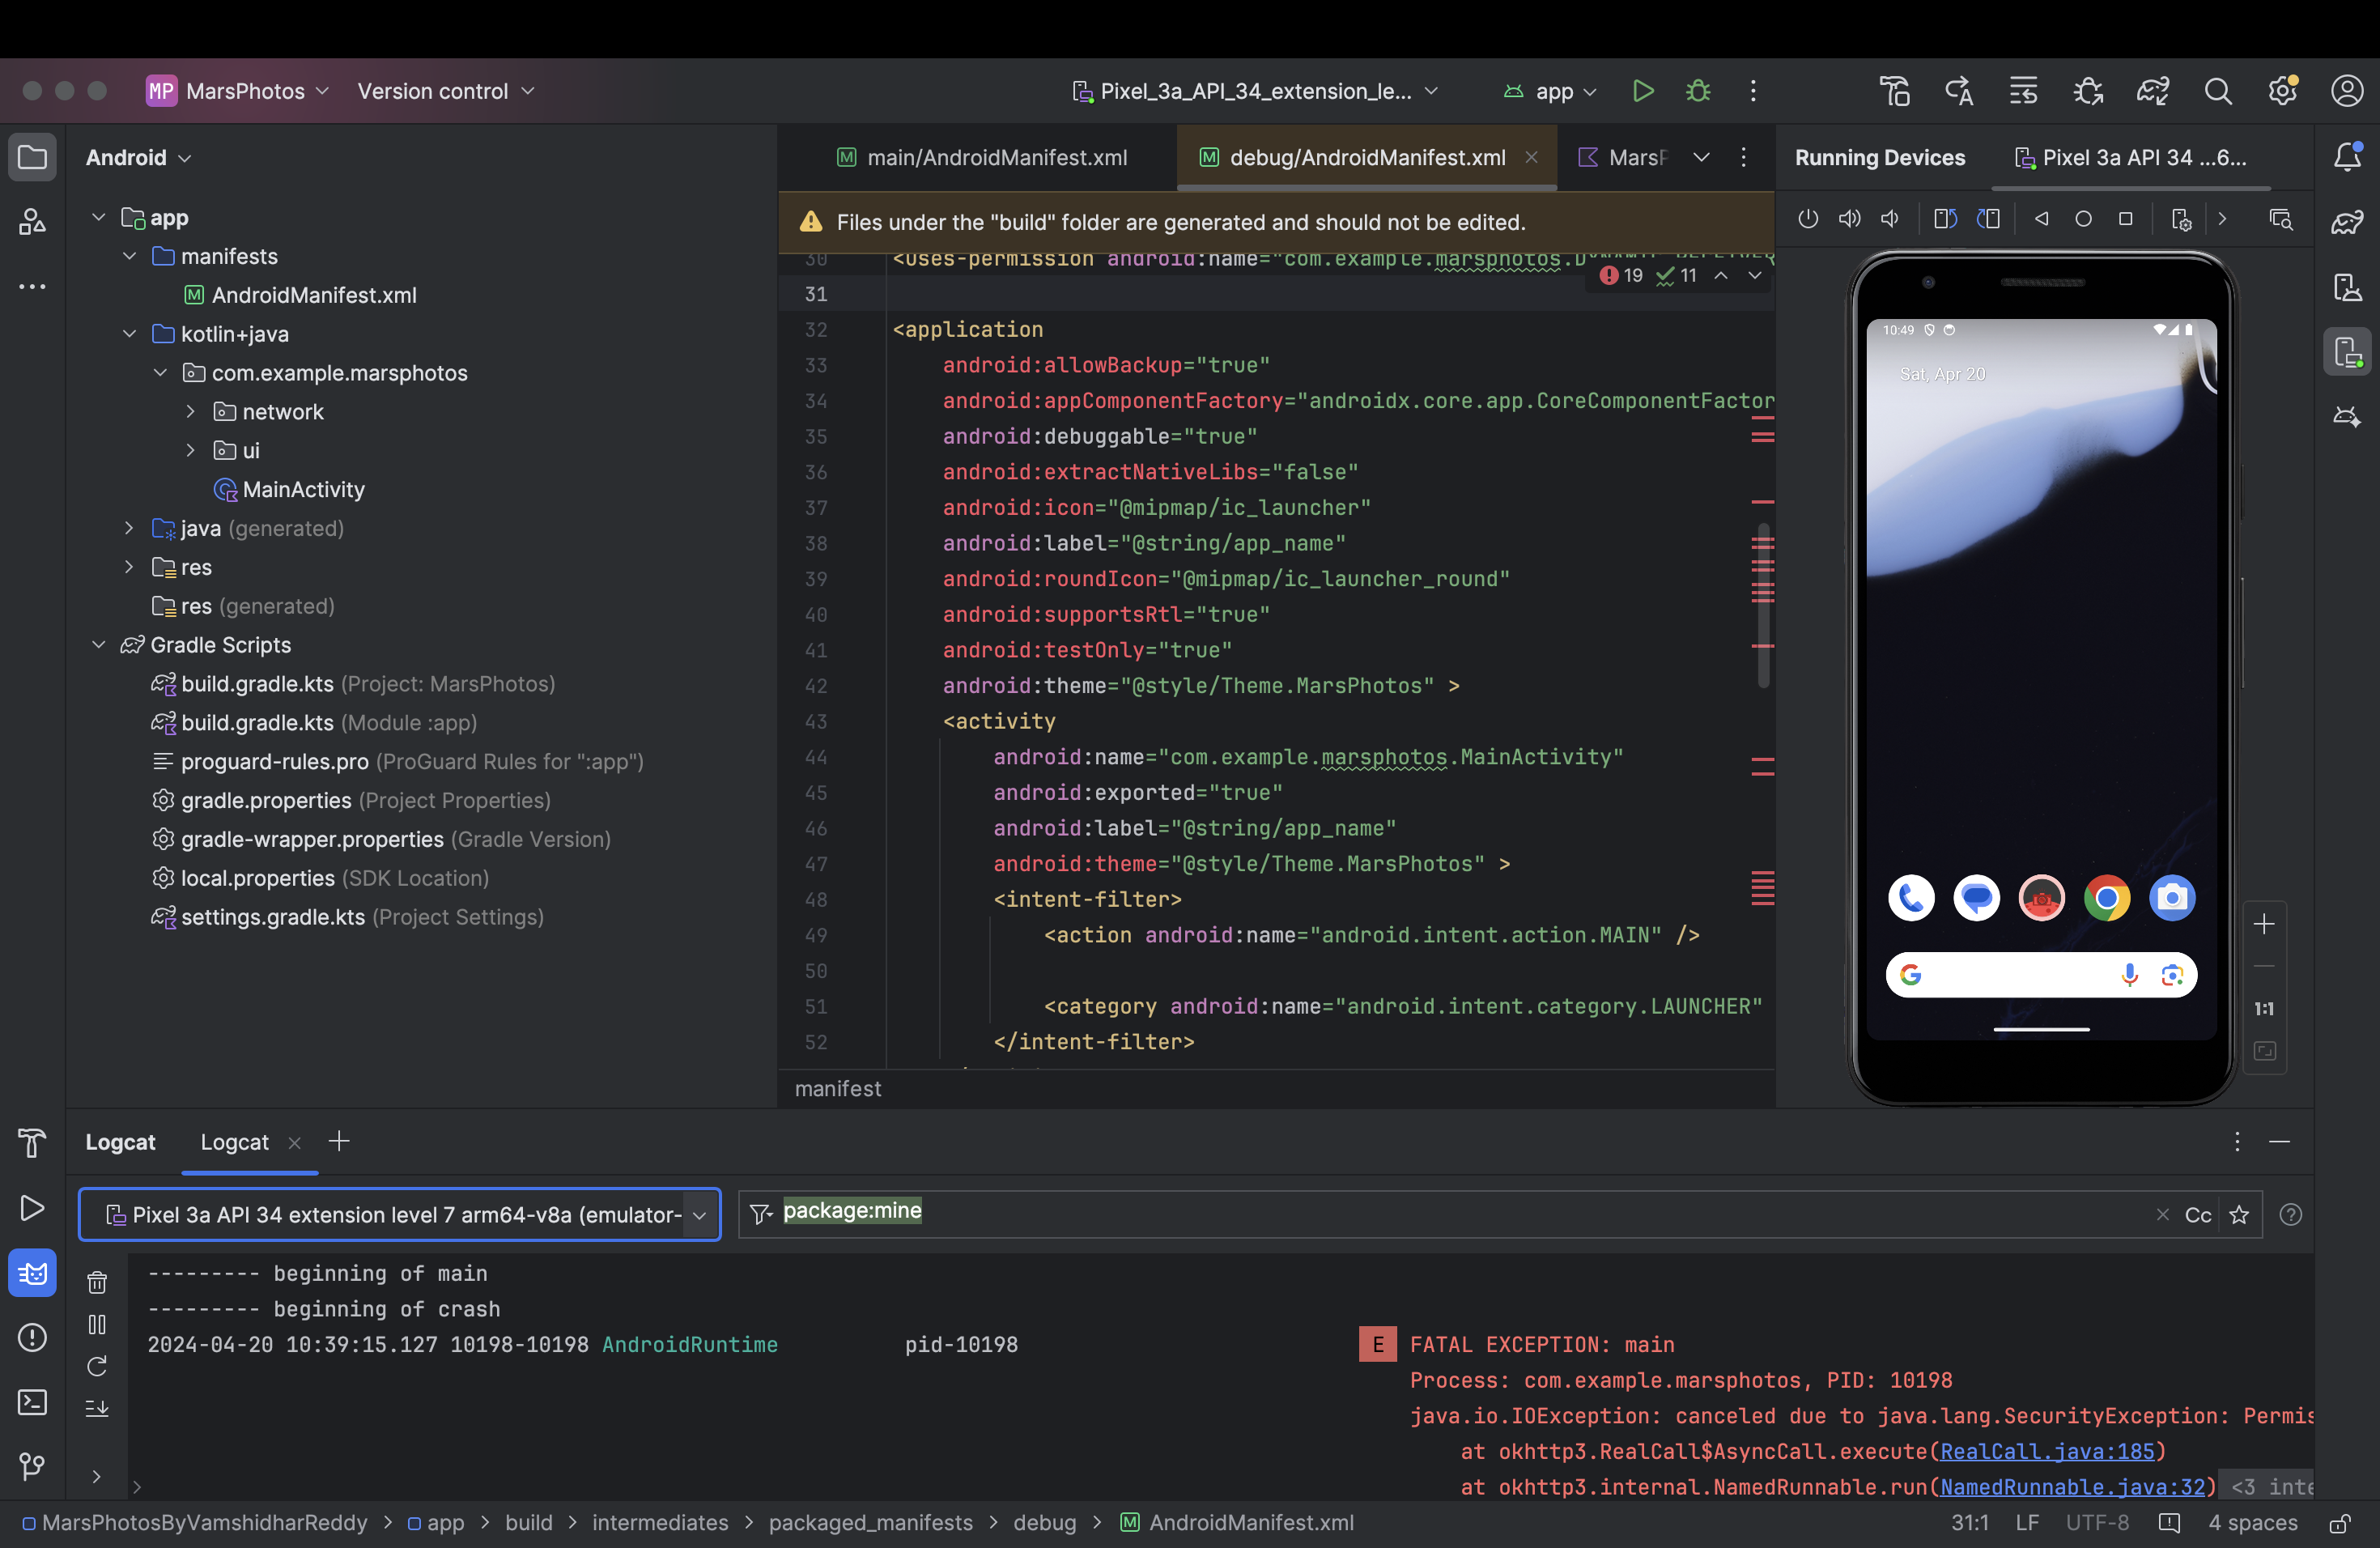 MP MarsPhotos Version control Pixel_3a_API_34_extension_le... app
Android
app
manifests
AndroidManifest.xml
kotlin+java
com.example.marsphotos
network
ui
MainActivity
java (generated)
res
res (generated)
Gradle Scripts
build.gradle.kts (Project: MarsPhotos)
build.gradle.kts (Module :app)
proguard-rules.pro (ProGuard Rules for ":app")
gradle.properties (Project Properties)
gradle-wrapper.properties (Gradle Version)
local.properties (SDK Location)
settings.gradle.kts (Project Settings)
main/AndroidManifest.xml debug/AndroidManifest.xml MarsP
Files under the "build" folder are generated and should not be edited.
19 11
30 <uses-permission android:name="com.example.marsphotos.DYNAMIC_RECEIVER
31
32 <application
33 android:allowBackup="true"
34 android:appComponentFactory="androidx.core.app.CoreComponentFactor
35 android:debuggable="true"
36 android:extractNativeLibs="false"
37 android:icon="@mipmap/ic_launcher"
38 android:label="@string/app_name"
39 android:roundIcon="@mipmap/ic_launcher_round"
40 android:supportsRtl="true"
41 android:testOnly="true"
42 android:theme="@style/Theme.MarsPhotos" >
43 <activity
44 android:name="com.example.marsphotos.MainActivity"
45 android:exported="true"
46 android:label="@string/app_name"
47 android:theme="@style/Theme.MarsPhotos" >
48 <intent-filter>
49 <action android:name="android.intent.action.MAIN" />
50
51 <category android:name="android.intent.category.LAUNCHER"
52 </intent-filter>
manifest
Running Devices Pixel 3a API 34 ...6...
10:49
Sat, Apr 20
1:1
Logcat Logcat
Pixel 3a API 34 extension level 7 arm64-v8a (emulator- package:mine Cc
--------- beginning of main
--------- beginning of crash
2024-04-20 10:39:15.127 10198-10198 AndroidRuntime pid-10198 E FATAL EXCEPTION: main
Process: com.example.marsphotos, PID: 10198
java.io.IOException: canceled due to java.lang.SecurityException: Permis
at okhttp3.RealCall$AsyncCall.execute(RealCall.java:185)
at okhttp3.internal.NamedRunnable.run(NamedRunnable.java:32) <3 inte
MarsPhotosByVamshidharReddy > app > build > intermediates > packaged_manifests > debug > AndroidManifest.xml 31:1 LF UTF-8 4 spaces